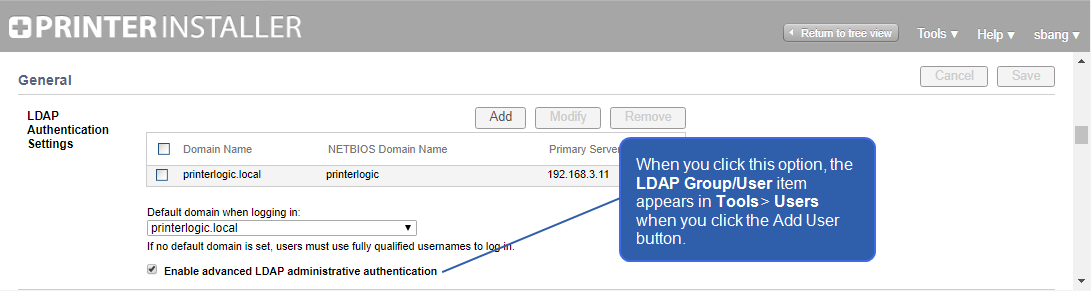 PRINTER INSTALLER
Return to tree view
Tools ▾
Help ▾
sbang ▾
General
Cancel
Save
LDAP
Authentication
Settings
Add
Modify
Remove
Domain Name
NETBIOS Domain Name
Primary Serve
printerlogic.local
printerlogic
192.168.3.11
Default domain when logging in:
printerlogic.local
If no default domain is set, users must use fully qualified usernames to log in.
Enable advanced LDAP administrative authentication
When you click this option, the
LDAP Group/User item
appears in Tools > Users
when you click the Add User
button.